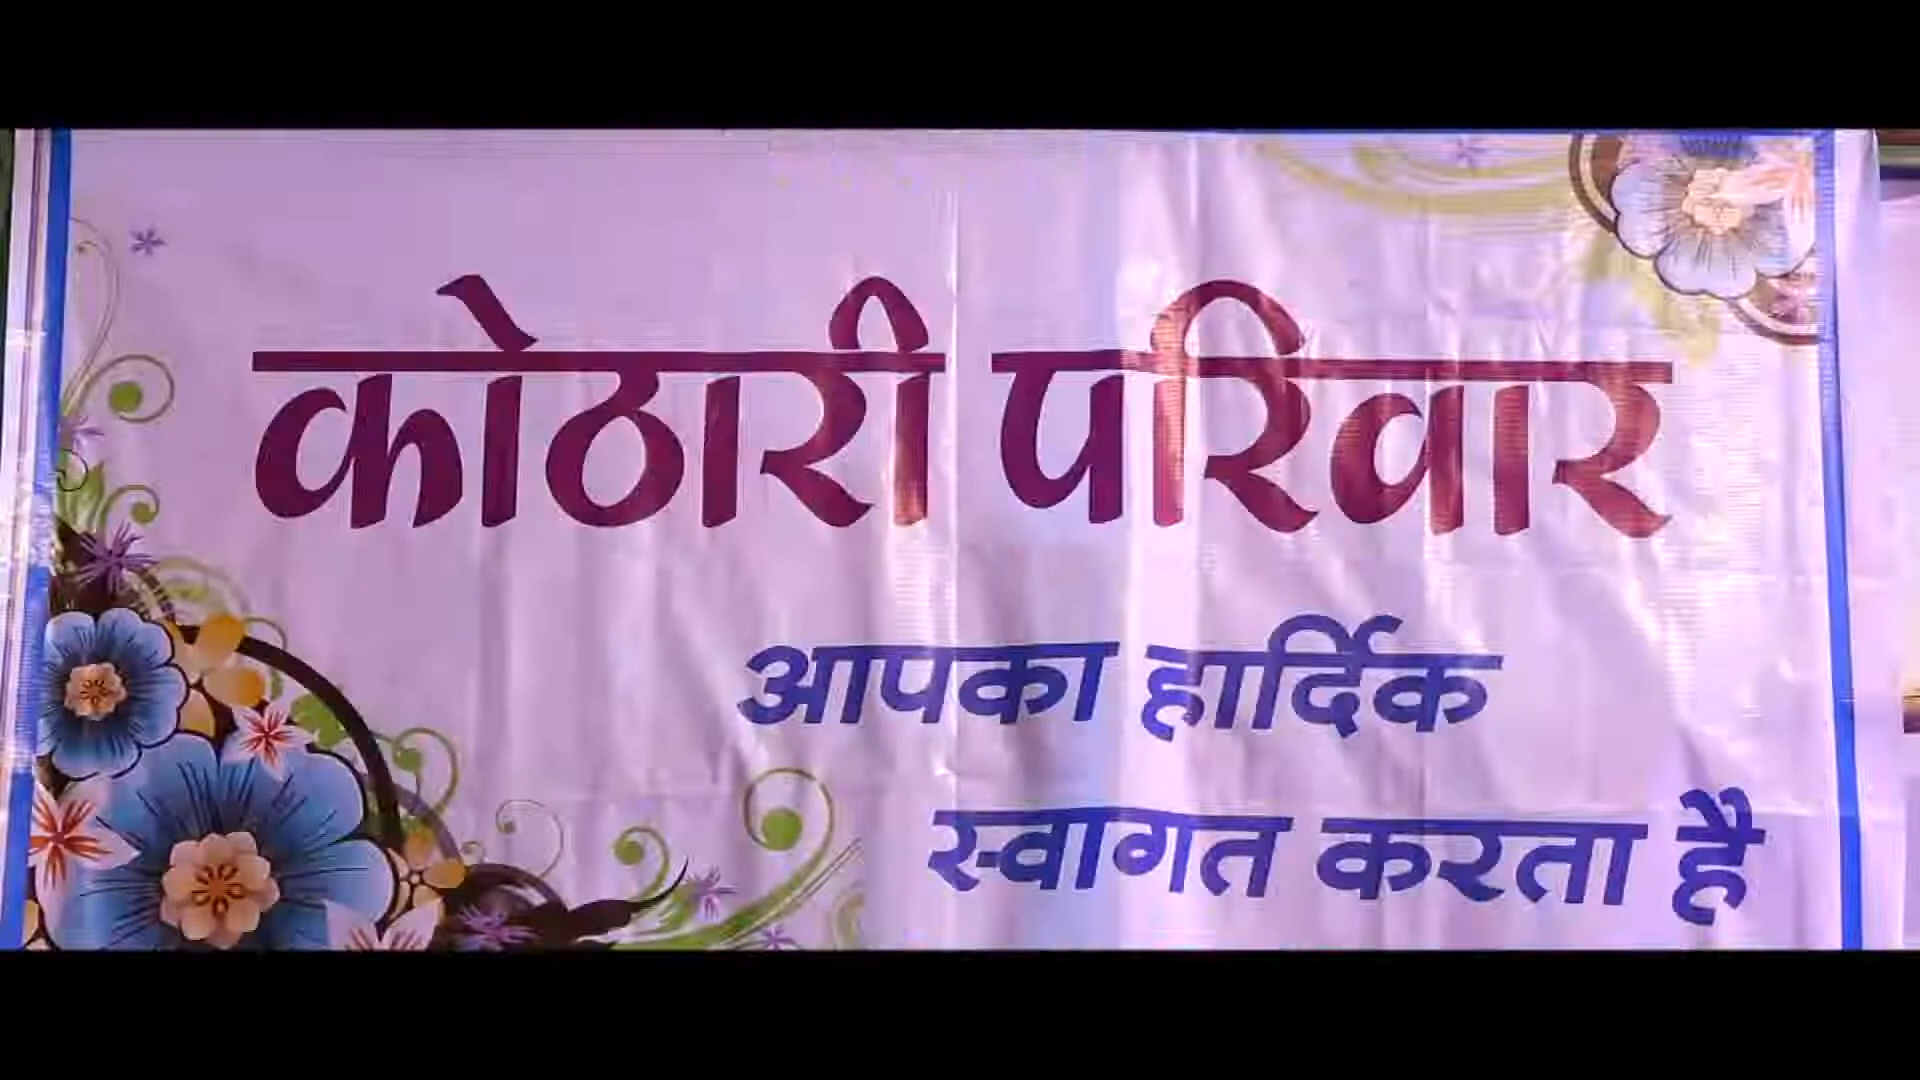 कोठारी परिवार
आपका हार्दिक
स्वागत करता है